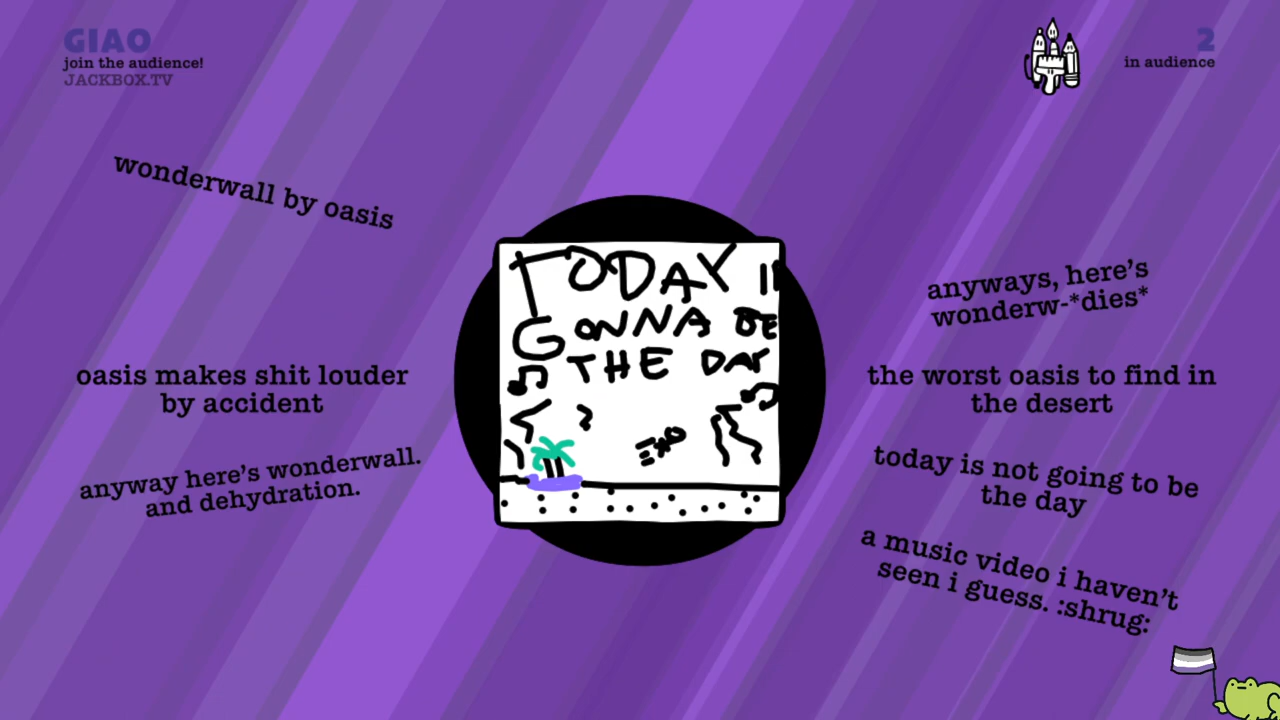 GIAO
join the audience!
JACKBOX.TV
2
in audience
wonderwall by oasis
oasis makes shit louder
by accident
anyway here's wonderwall.
and dehydration.
TODAY I
GONNA BE
THE DAY
anyways, here's
wonderw-*dies*
the worst oasis to find in
the desert
today is not going to be
the day
a music video i haven't
seen i guess. :shrug: